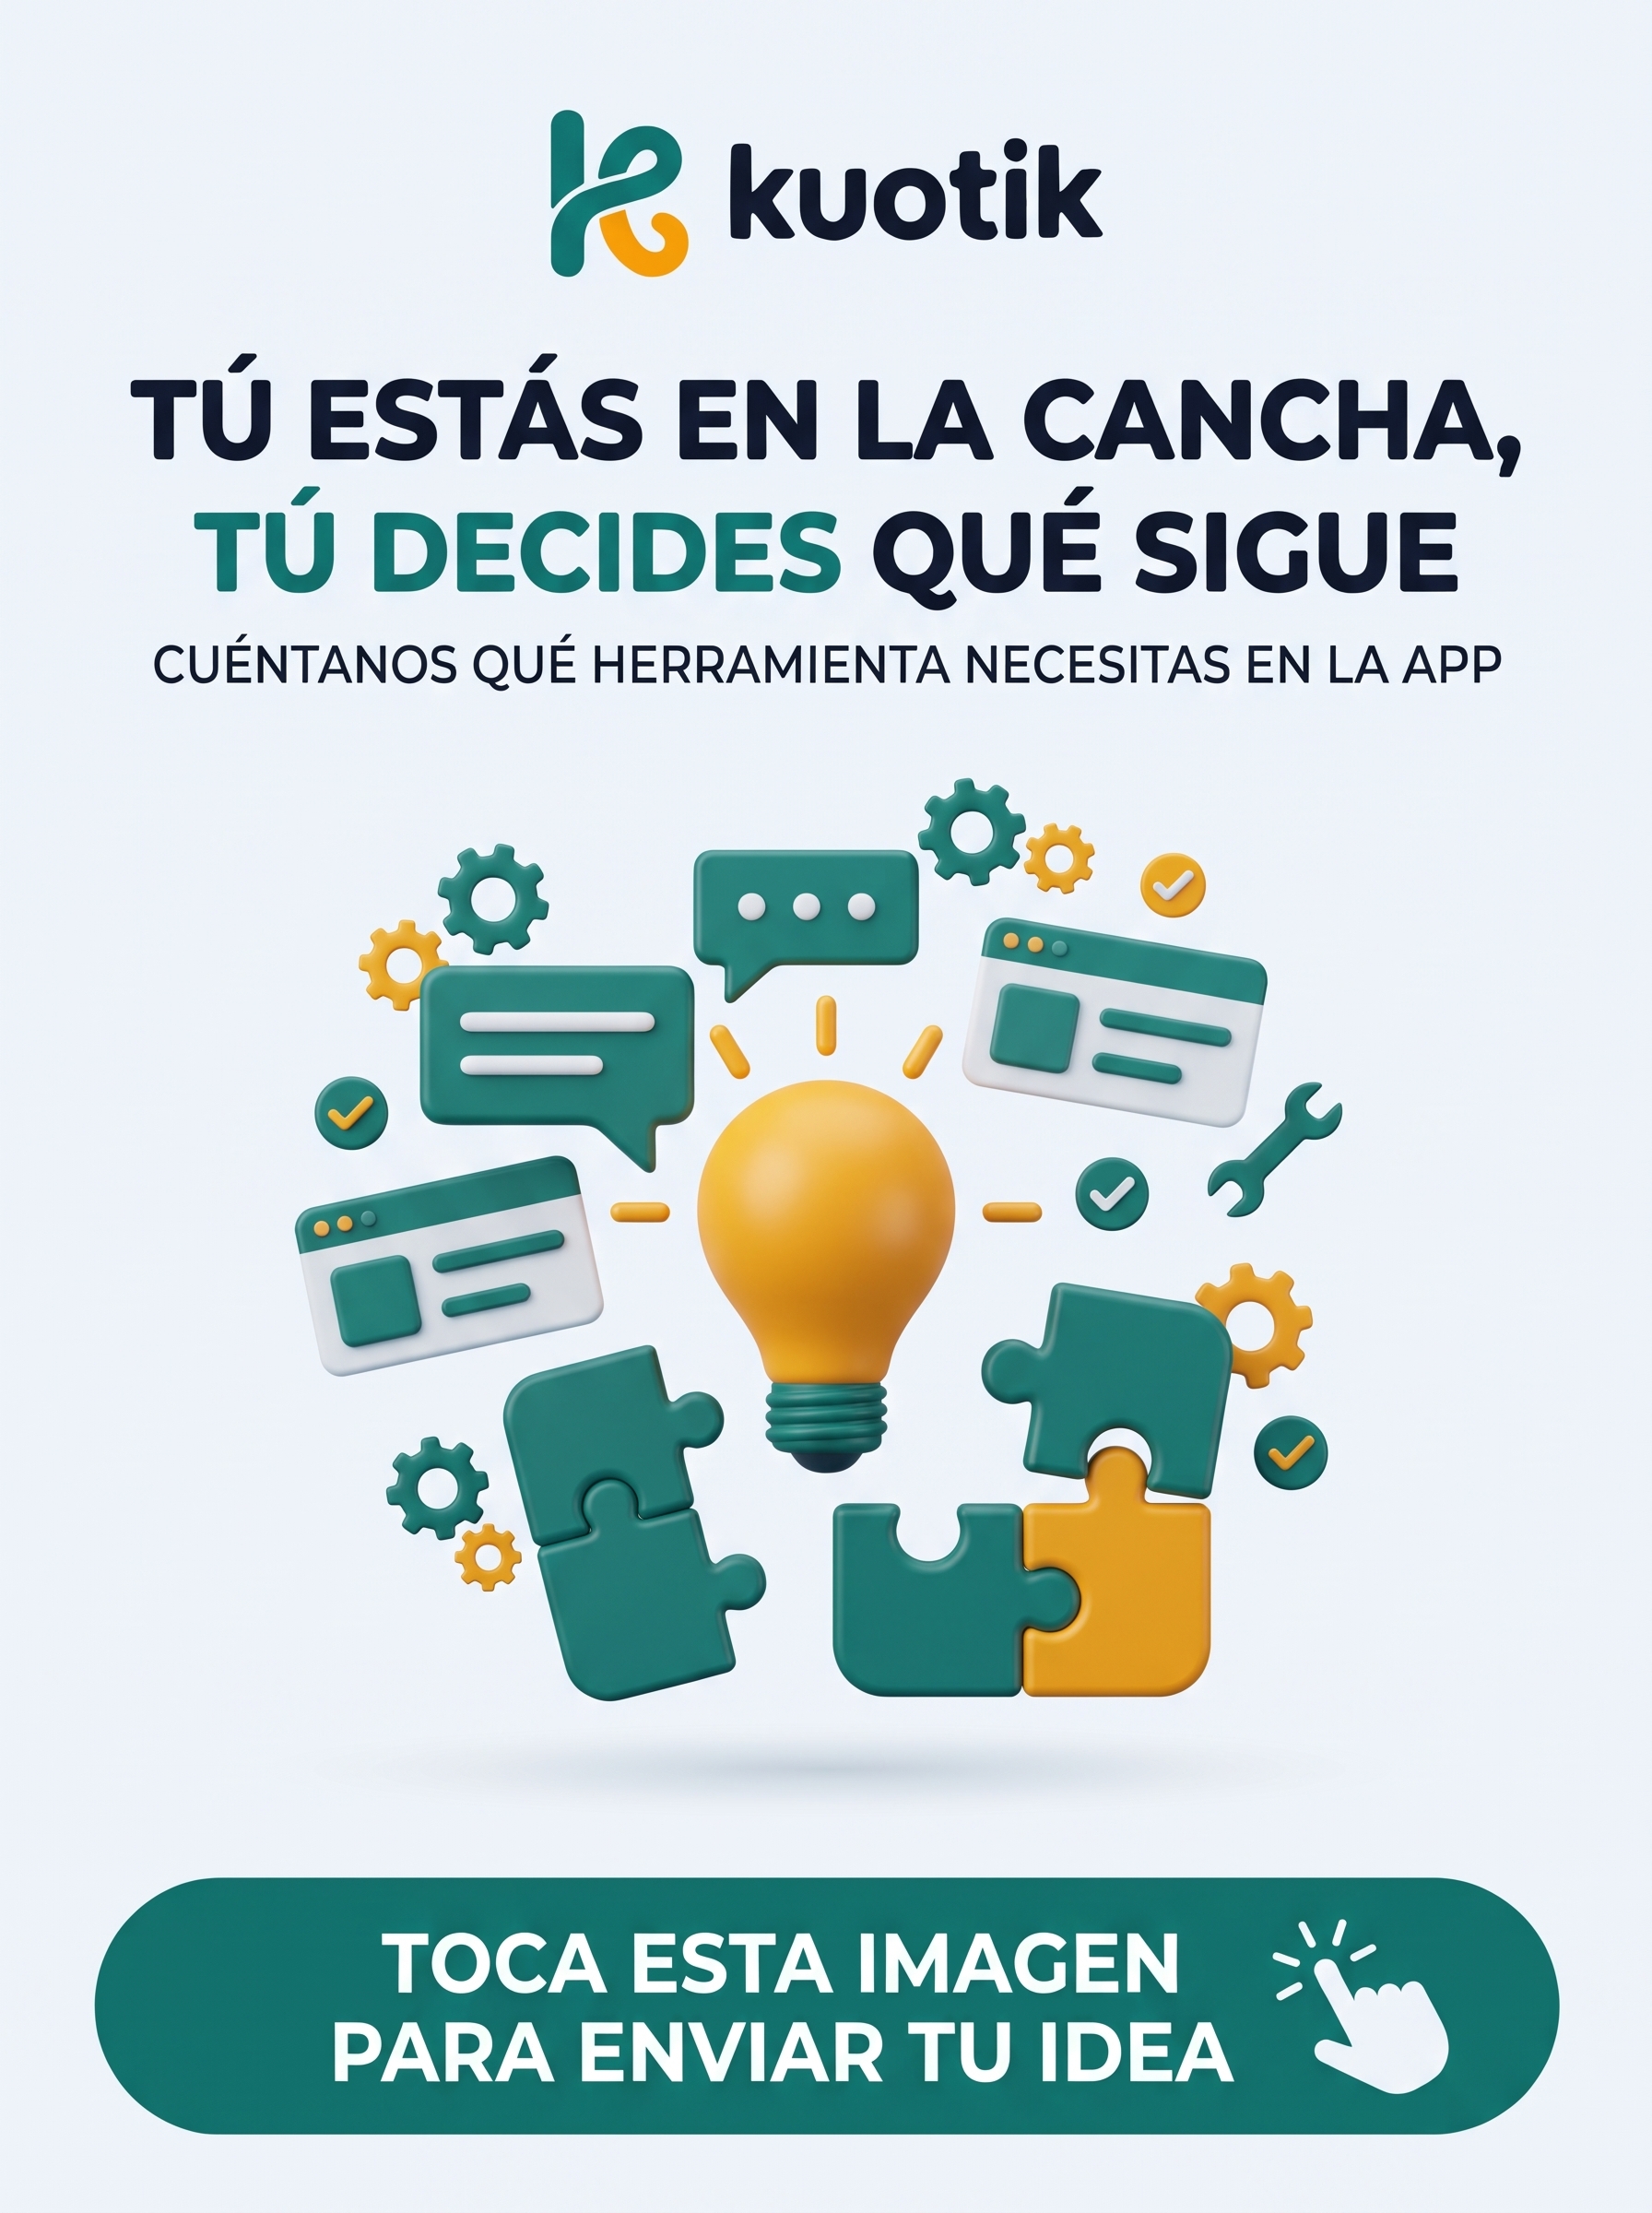 kuotik
TÚ ESTÁS EN LA CANCHA,
TÚ DECIDES QUÉ SIGUE
CUÉNTANOS QUÉ HERRAMIENTA NECESITAS EN LA APP
TOCA ESTA IMAGEN
PARA ENVIAR TU IDEA